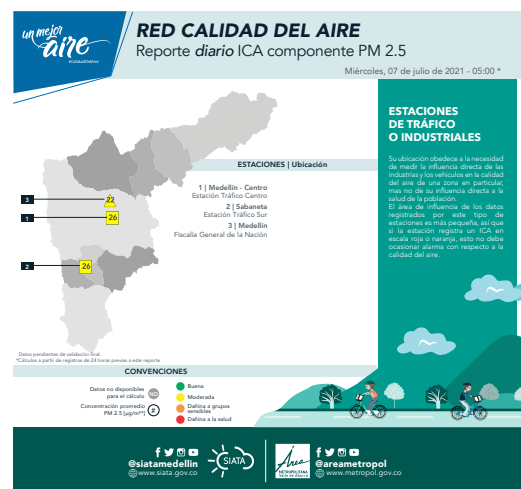 un mejor
aire
#CalidadDelAire
RED CALIDAD DEL AIRE
Reporte diario ICA componente PM 2.5
Miércoles, 07 de julio de 2021 - 05:00 *
ESTACIONES | Ubicación
1 | Medellín - Centro
Estación Tráfico Centro
2 | Sabaneta
Estación Tráfico Sur
3 | Medellín
Fiscalía General de la Nación
3
22
1
26
2
26
Datos pendientes de validación final.
*Cálculos a partir de registros de 24 horas previas a este reporte
ESTACIONES
DE TRÁFICO
O INDUSTRIALES
Su ubicación obedece a la necesidad
de medir la influencia directa de las
industrias y los vehículos en la calidad
del aire de una zona en particular,
mas no de su influencia directa a la
salud de la población.
El área de influencia de los datos
registrados por este tipo de
estaciones es más pequeña, así que
si la estación registra un ICA en
escala roja o naranja, esto no debe
ocasionar alarma con respecto a la
calidad del aire.
CONVENCIONES
Datos no disponibles
para el cálculo
ND
Concentración promedio
PM 2.5 (µg/m³*)
#
Buena
Moderada
Dañina a grupos
sensibles
Dañina a la salud
@siatamedellin
www.siata.gov.co
SIATA
Área
METROPOLITANA
Valle de Aburrá
@areametropol
www.metropol.gov.co